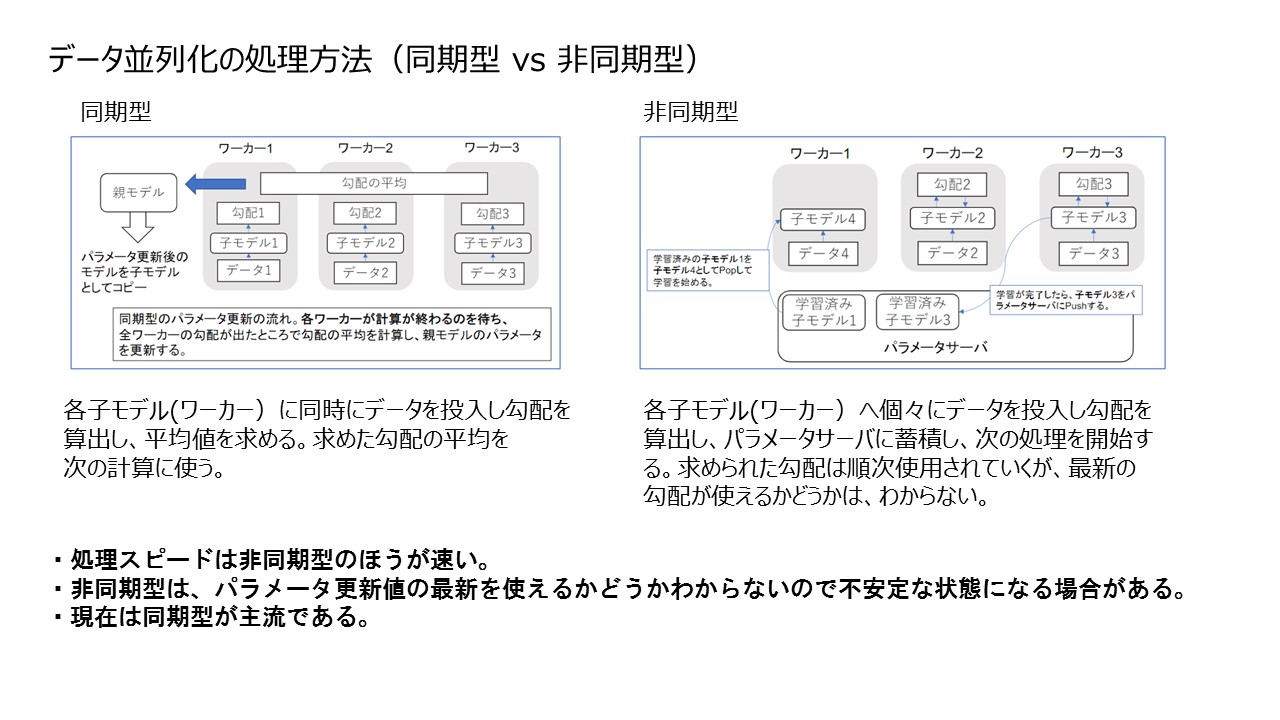 データ並列化の処理方法（同期型 vs 非同期型）
同期型
ワーカー1
ワーカー2
ワーカー3
親モデル
勾配の平均
勾配1
勾配2
勾配3
子モデル1
子モデル2
子モデル3
データ1
データ2
データ3
パラメータ更新後の
モデルを子モデル
としてコピー
同期型のパラメータ更新の流れ。各ワーカーが計算が終わるのを待ち、
全ワーカーの勾配が出たところで勾配の平均を計算し、親モデルのパラメータ
を更新する。
各子モデル(ワーカー）に同時にデータを投入し勾配を
算出し、平均値を求める。求めた勾配の平均を
次の計算に使う。
非同期型
ワーカー1
ワーカー2
ワーカー3
勾配2
勾配3
子モデル4
子モデル2
子モデル3
データ4
データ2
データ3
学習済みの子モデル1を
子モデル4としてPopして
学習を始める。
学習が完了したら、子モデル3をパ
ラメータサーバにPushする。
学習済み
子モデル1
学習済み
子モデル3
パラメータサーバ
各子モデル(ワーカー）へ個々にデータを投入し勾配を
算出し、パラメータサーバに蓄積し、次の処理を開始す
る。求められた勾配は順次使用されていくが、最新の
勾配が使えるかどうかは、わからない。
・処理スピードは非同期型のほうが速い。
・非同期型は、パラメータ更新値の最新を使えるかどうかわからないので不安定な状態になる場合がある。
・現在は同期型が主流である。